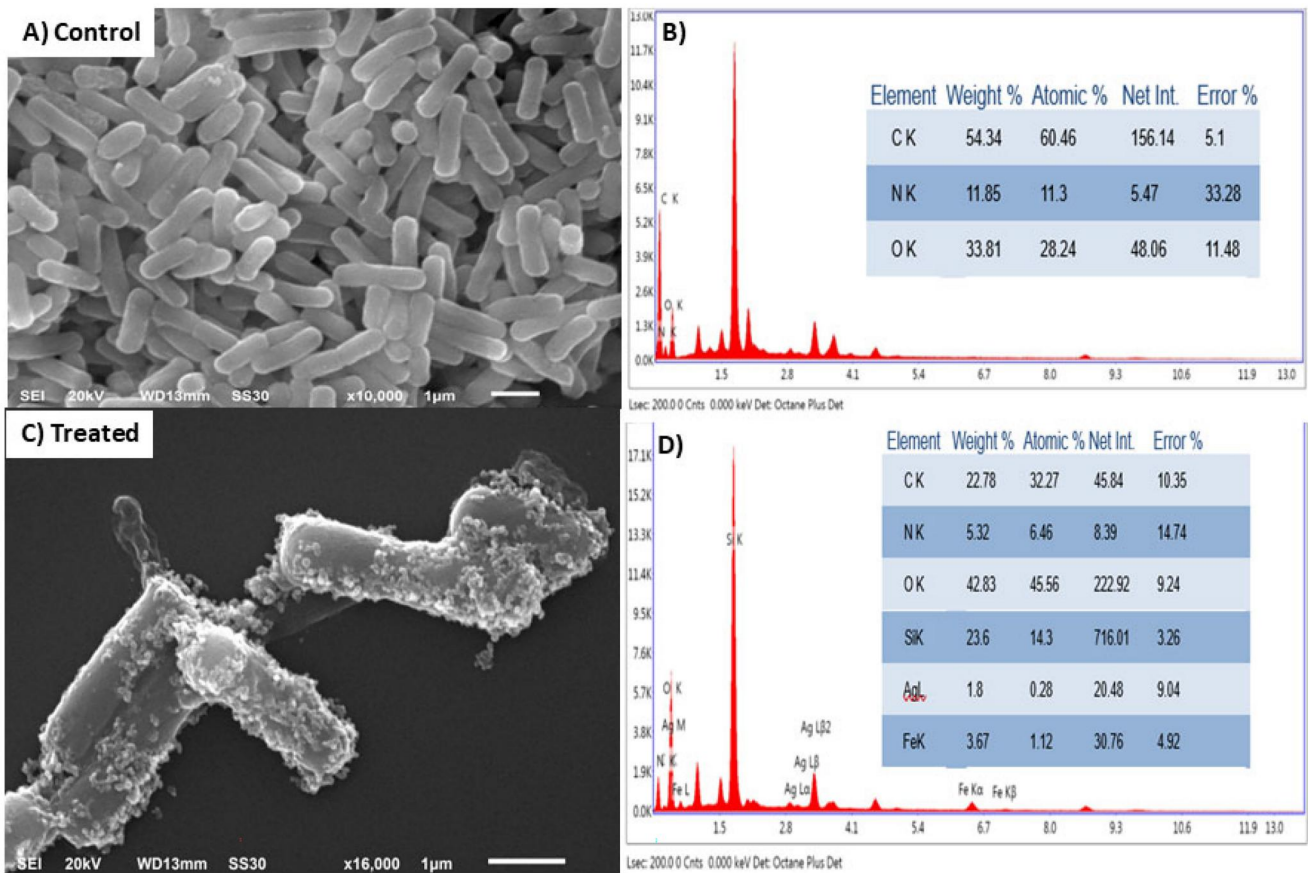 A) Control
SEI 20kV WD13mm SS30 x10,000 1µm
B)
13.0K
11.7K
10.4K
9.1K
7.8K
6.5K
5.2K
3.9K
2.6K
1.3K
0.0K
C K
O K
N K
Element Weight % Atomic % Net Int. Error %
C K 54.34 60.46 156.14 5.1
N K 11.85 11.3 5.47 33.28
O K 33.81 28.24 48.06 11.48
1.5 2.8 4.1 5.4 6.7 8.0 9.3 10.6 11.9 13.0
Lsec: 200.0 0 Cnts 0.000 keV Det: Octane Plus Det
C) Treated
SEI 20kV WD13mm SS30 x16,000 1µm
D)
17.1K
15.2K
13.3K
11.4K
9.5K
7.6K
5.7K
3.8K
1.9K
0.0K
Si K
O K
Ag M
N K
Fe L
Ag Lβ2
Ag Lβ
Ag Lα
Fe Kα
Fe Kβ
Element Weight % Atomic % Net Int. Error %
C K 22.78 32.27 45.84 10.35
N K 5.32 6.46 8.39 14.74
O K 42.83 45.56 222.92 9.24
SiK 23.6 14.3 716.01 3.26
AgL 1.8 0.28 20.48 9.04
FeK 3.67 1.12 30.76 4.92
1.5 2.8 4.1 5.4 6.7 8.0 9.3 10.6 11.9 13.0
Lsec: 200.0 0 Cnts 0.000 keV Det: Octane Plus Det